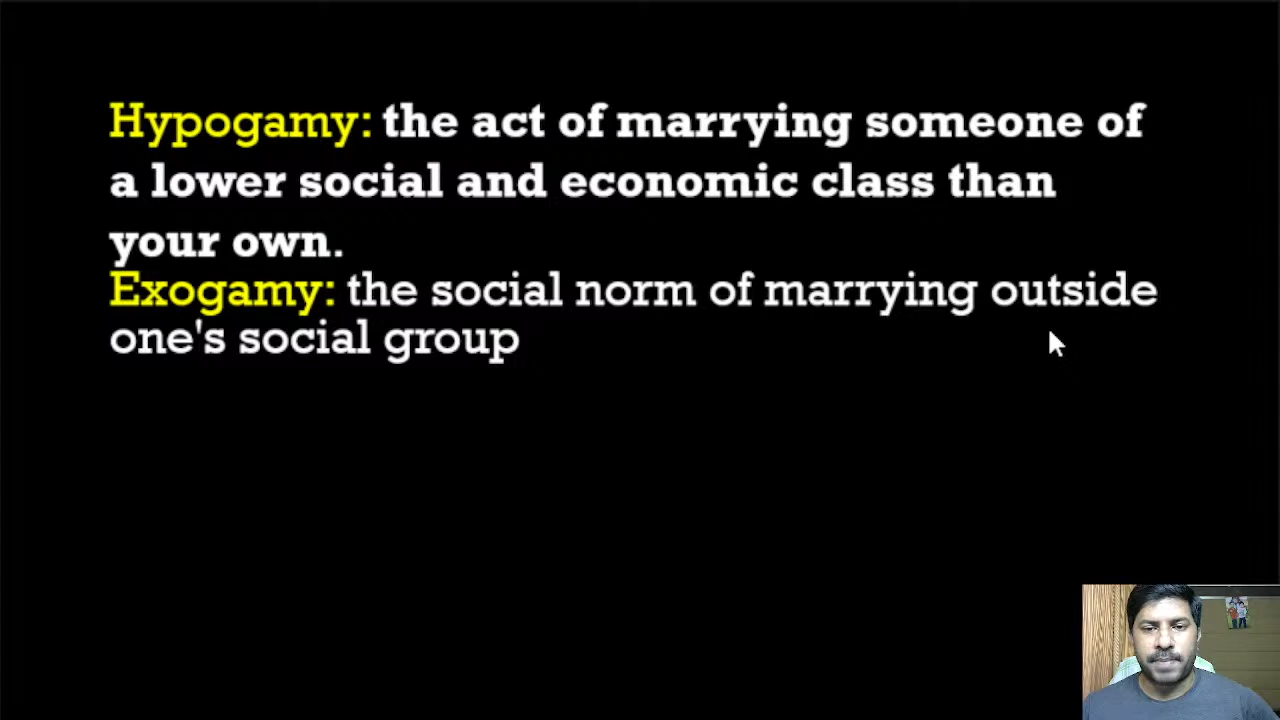 Hypogamy: the act of marrying someone of
a lower social and economic class than
your own.
Exogamy: the social norm of marrying outside
one's social group